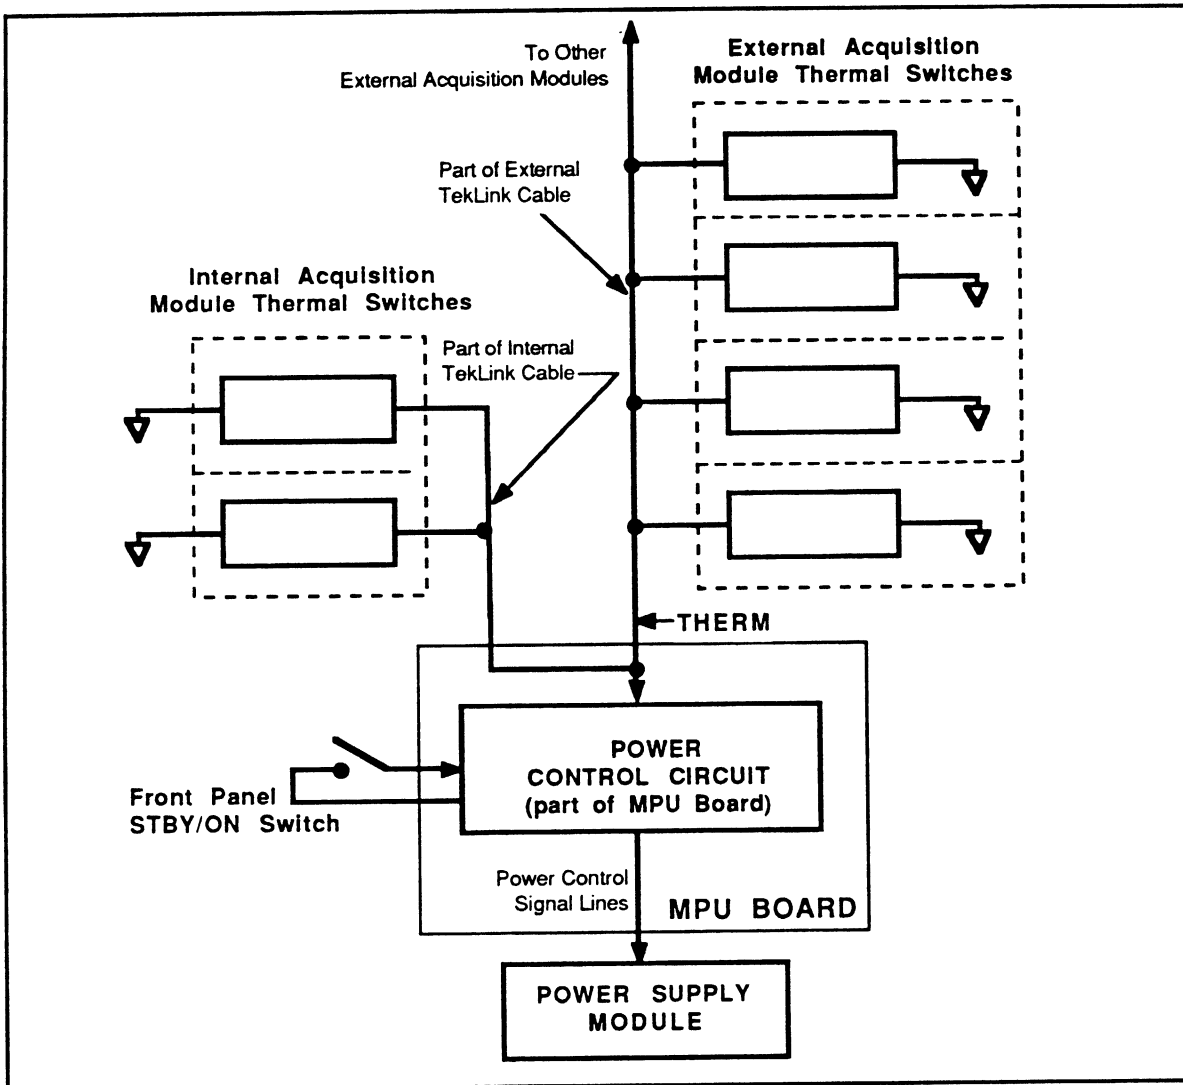 To Other
External Acquisition Modules
External Acquisition
Module Thermal Switches
Part of External
TekLink Cable
Internal Acquisition
Module Thermal Switches
Part of Internal
TekLink Cable
THERM
POWER
CONTROL CIRCUIT
(part of MPU Board)
Front Panel
STBY/ON Switch
Power Control
Signal Lines
MPU BOARD
POWER SUPPLY
MODULE